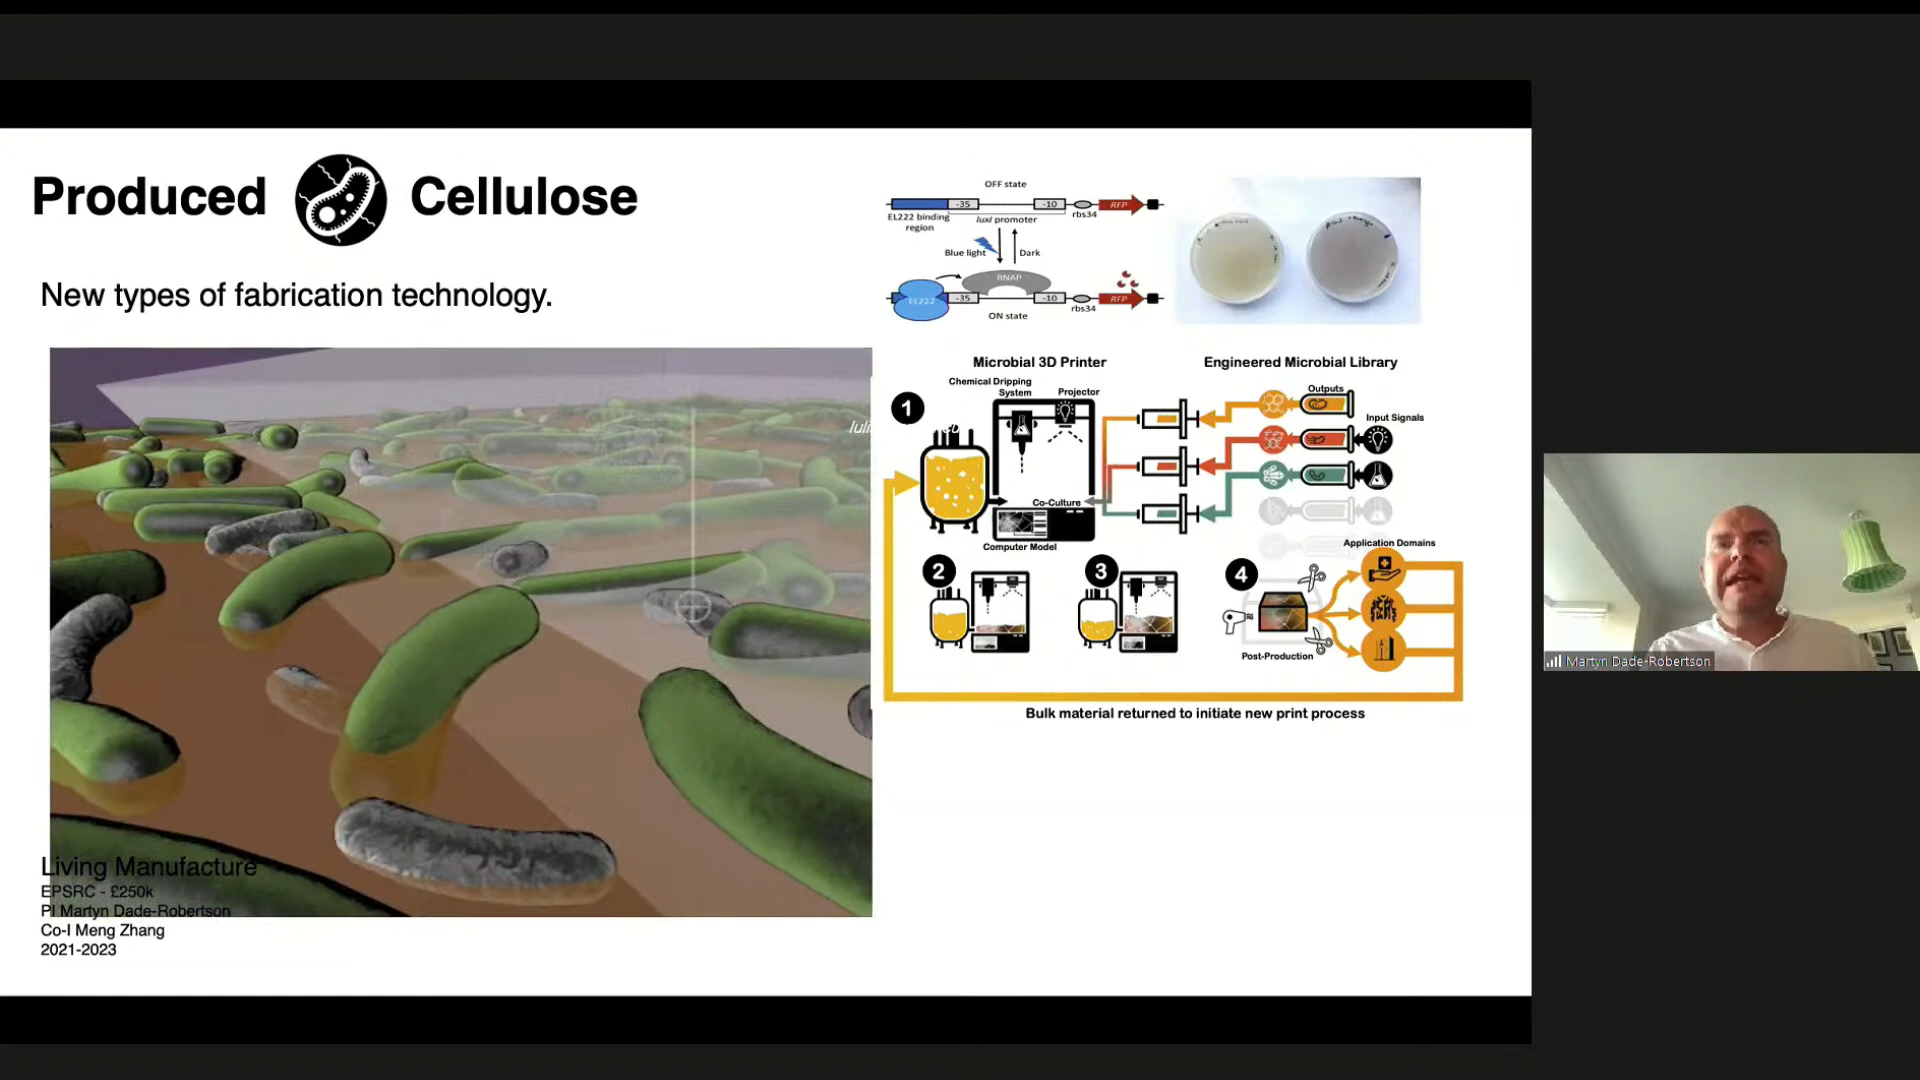 Produced Cellulose
New types of fabrication technology.
Living Manufacture
EPSRC - £250k
PI Martyn Dade-Robertson
Co-I Meng Zhang
2021-2023
OFF state
-35
-10
RFP
EL222 binding
region
luxI promoter
rbs34
Blue light
Dark
RNAP
EL222
-35
-10
RFP
rbs34
ON state
Microbial 3D Printer
Engineered Microbial Library
1
Chemical Dripping
System
Projector
Outputs
Input Signals
Co-Culture
Computer Model
Application Domains
2
3
4
Post-Production
Bulk material returned to initiate new print process
Martyn Dade-Robertson